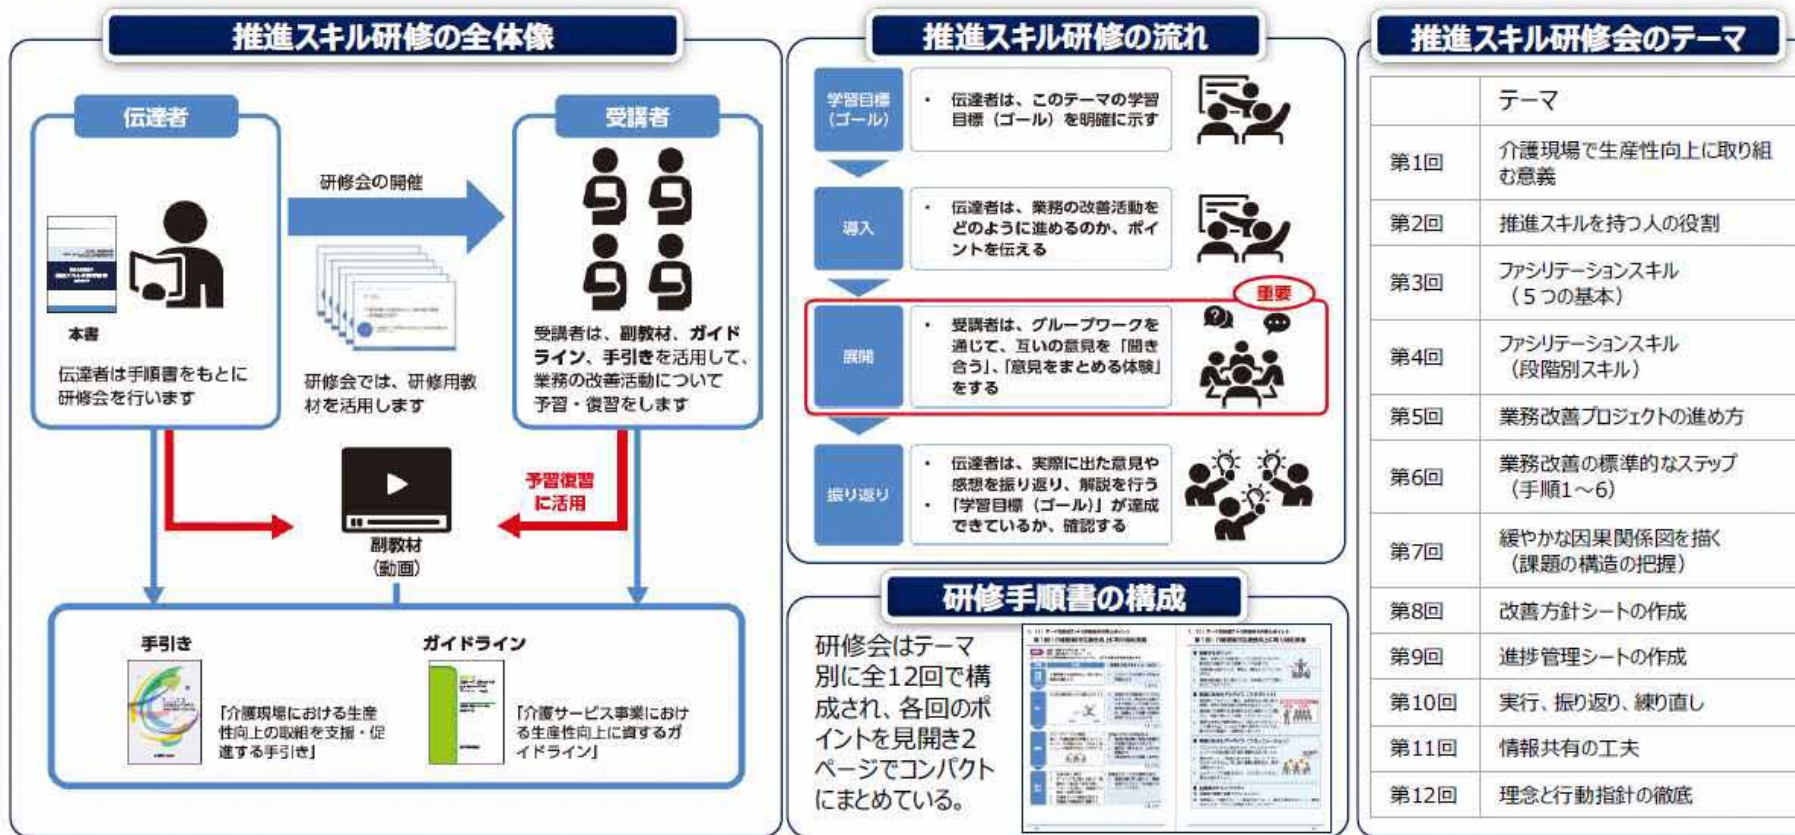 推進スキル研修の全体像
伝達者
本書
伝達者は手順書をもとに
研修会を行います
研修会の開催
研修会では、研修用教
材を活用します
受講者
受講者は、副教材、ガイド
ライン、手引きを活用して、
業務の改善活動について
予習・復習をします
予習復習
に活用
副教材
(動画)
手引き
「介護現場における生産
性向上の取組を支援・促
進する手引き」
ガイドライン
「介護サービス事業におけ
る生産性向上に資するガ
イドライン」
推進スキル研修の流れ
学習目標
(ゴール)
・ 伝達者は、このテーマの学習
目標(ゴール)を明確に示す
導入
・ 伝達者は、業務の改善活動を
どのように進めるのか、ポイ
ントを伝える
重要
展開
・ 受講者は、グループワークを
通じて、互いの意見を「聞き
合う」、「意見をまとめる体験」
をする
振り返り
・ 伝達者は、実際に出た意見や
感想を振り返り、解説を行う
・ 「学習目標(ゴール)」が達成
できているか、確認する
研修手順書の構成
研修会はテーマ
別に全12回で構
成され、各回のポ
イントを見開き2
ページでコンパクト
にまとめている。
推進スキル研修会のテーマ
テーマ
第1回 介護現場で生産性向上に取り組
む意義
第2回 推進スキルを持つ人の役割
第3回 ファシリテーションスキル
(5つの基本)
第4回 ファシリテーションスキル
(段階別スキル)
第5回 業務改善プロジェクトの進め方
第6回 業務改善の標準的なステップ
(手順1~6)
第7回 緩やかな因果関係図を描く
(課題の構造の把握)
第8回 改善方針シートの作成
第9回 進捗管理シートの作成
第10回 実行、振り返り、練り直し
第11回 情報共有の工夫
第12回 理念と行動指針の徹底